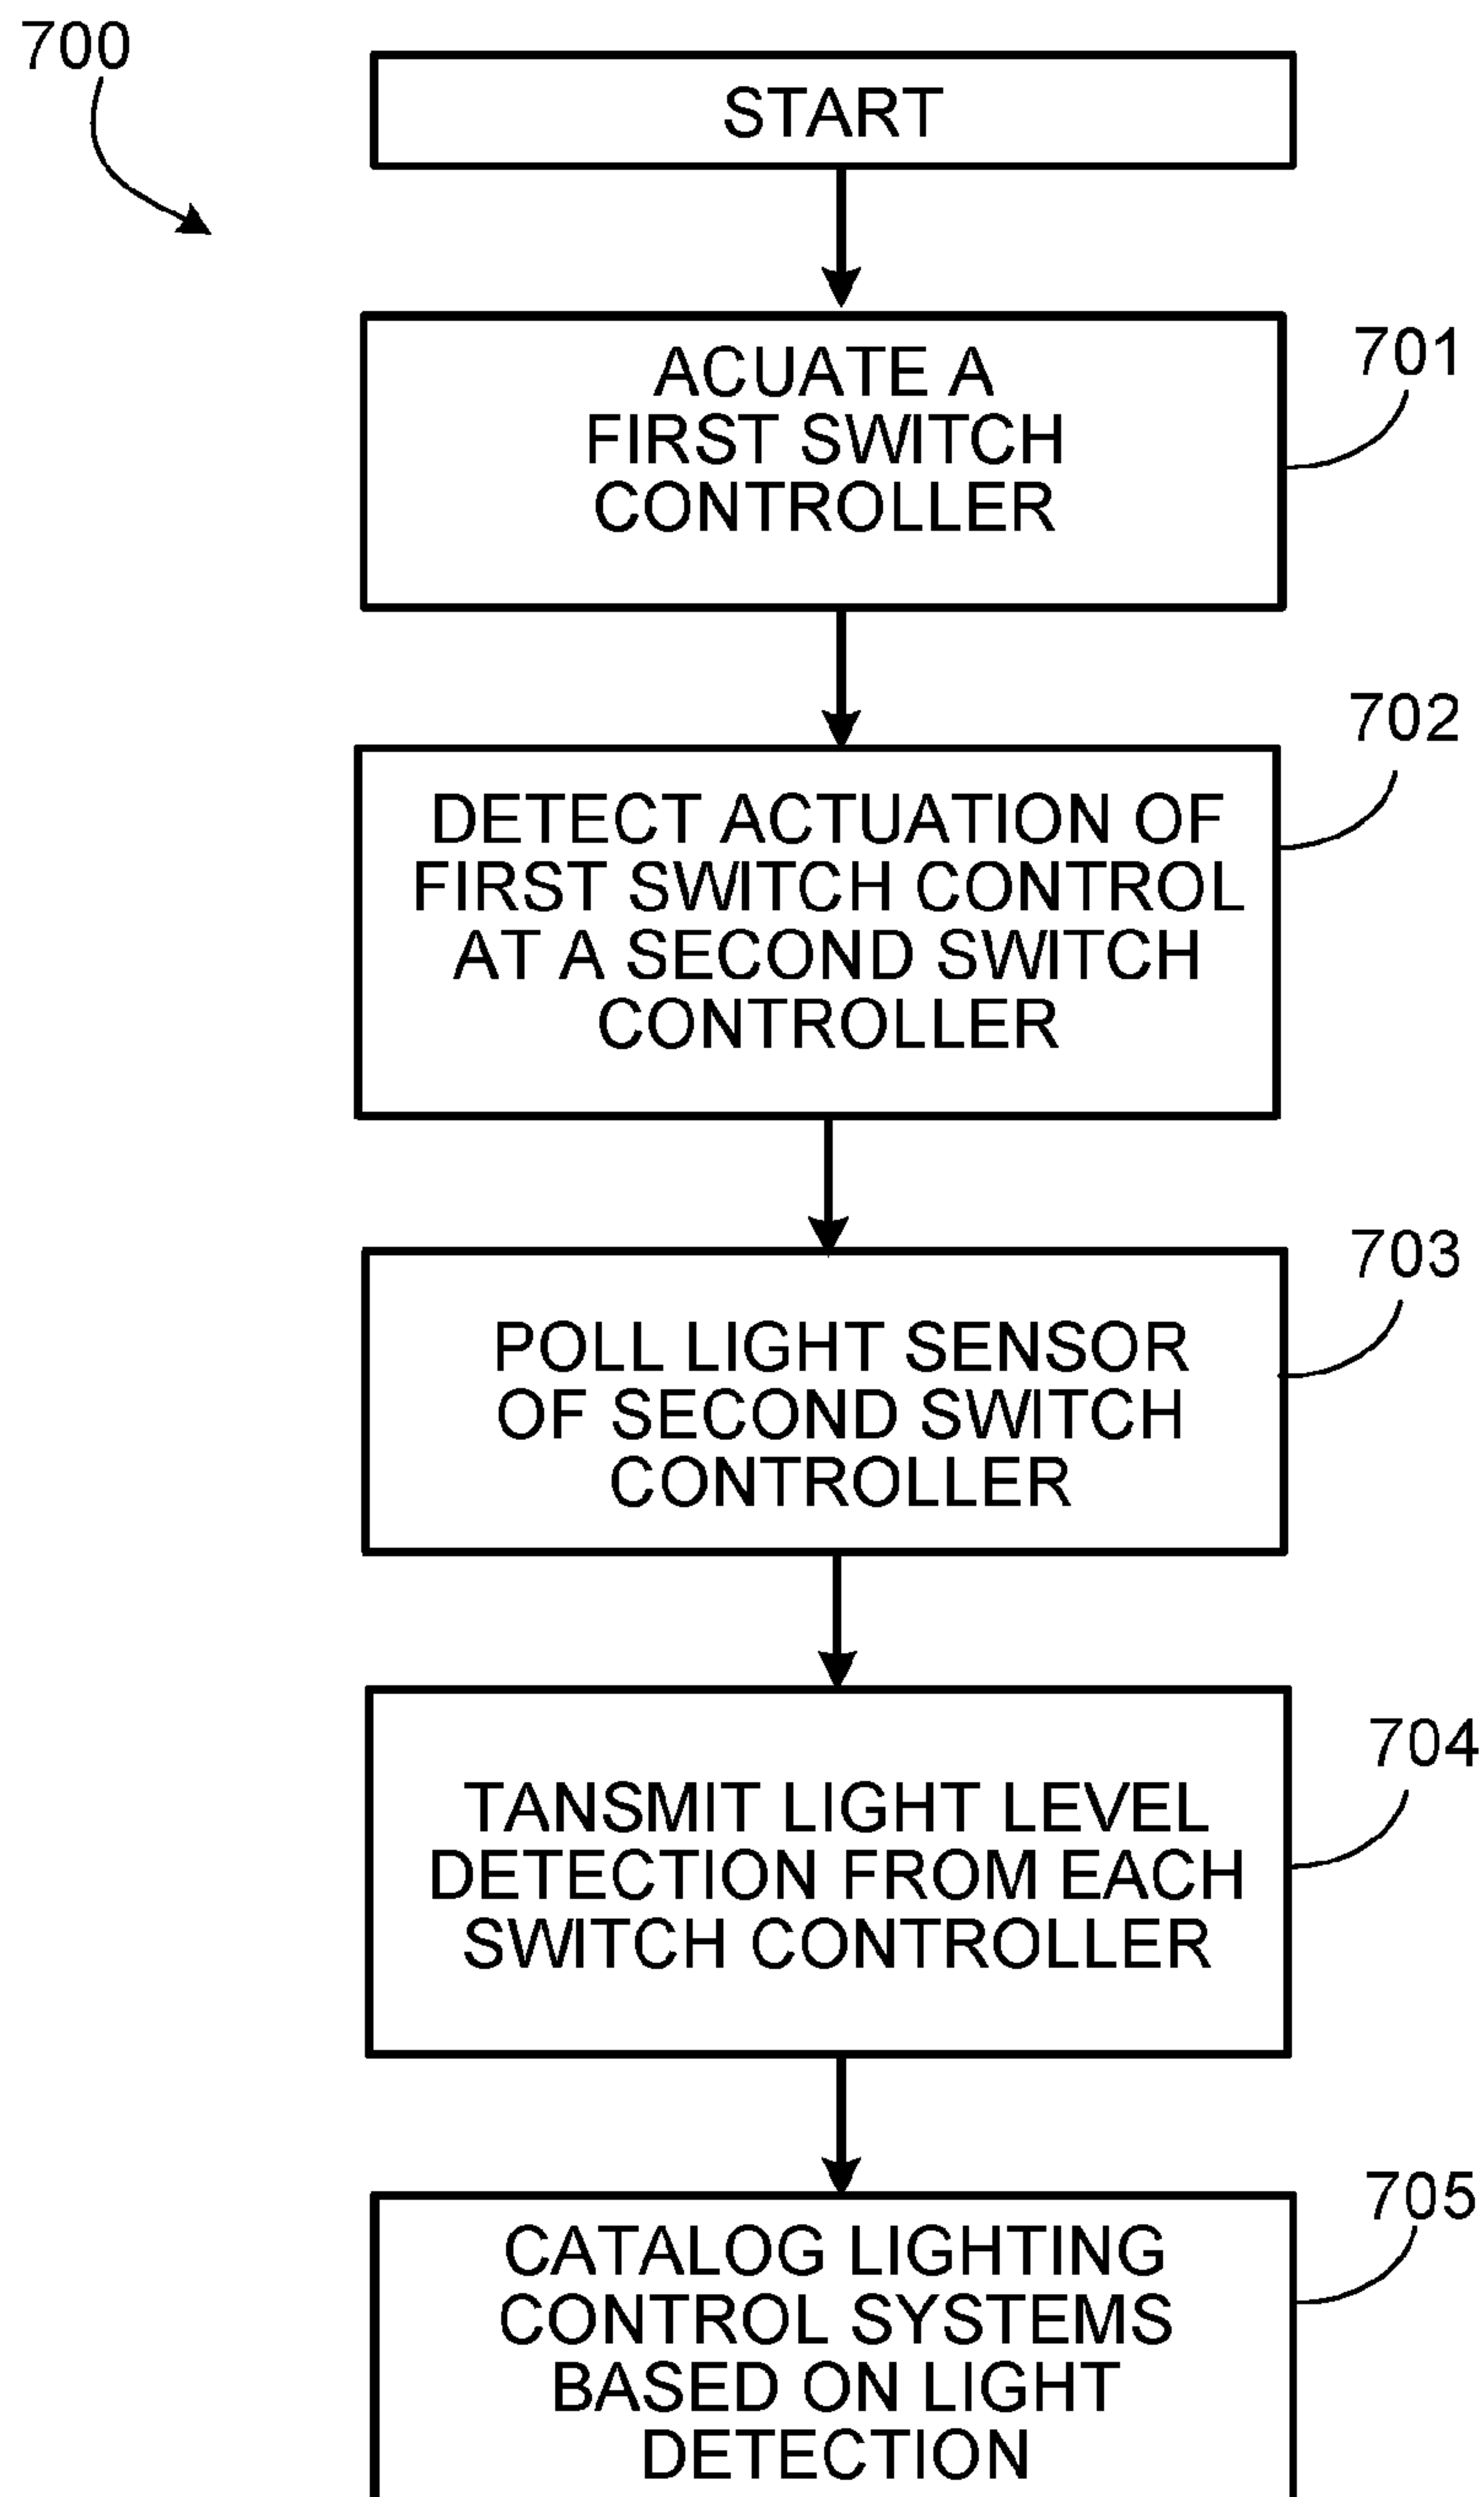 700
START
ACUATE A
FIRST SWITCH
CONTROLLER
701
DETECT ACTUATION OF
FIRST SWITCH CONTROL
AT A SECOND SWITCH
CONTROLLER
702
POLL LIGHT SENSOR
OF SECOND SWITCH
CONTROLLER
703
TANSMIT LIGHT LEVEL
DETECTION FROM EACH
SWITCH CONTROLLER
704
CATALOG LIGHTING
CONTROL SYSTEMS
BASED ON LIGHT
DETECTION
705